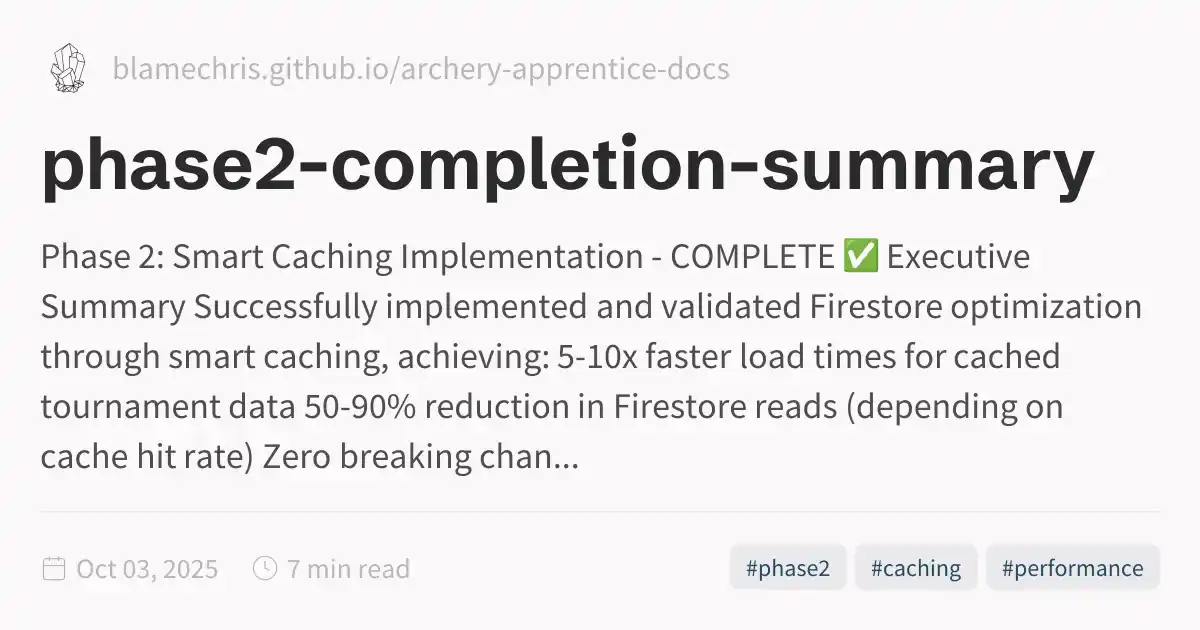 blamechris.github.io/archery-apprentice-docs
phase2-completion-summary
Phase 2: Smart Caching Implementation - COMPLETE ✅ Executive
Summary Successfully implemented and validated Firestore optimization
through smart caching, achieving: 5-10x faster load times for cached
tournament data 50-90% reduction in Firestore reads (depending on
cache hit rate) Zero breaking chan...
Oct 03, 2025 7 min read #phase2 #caching #performance